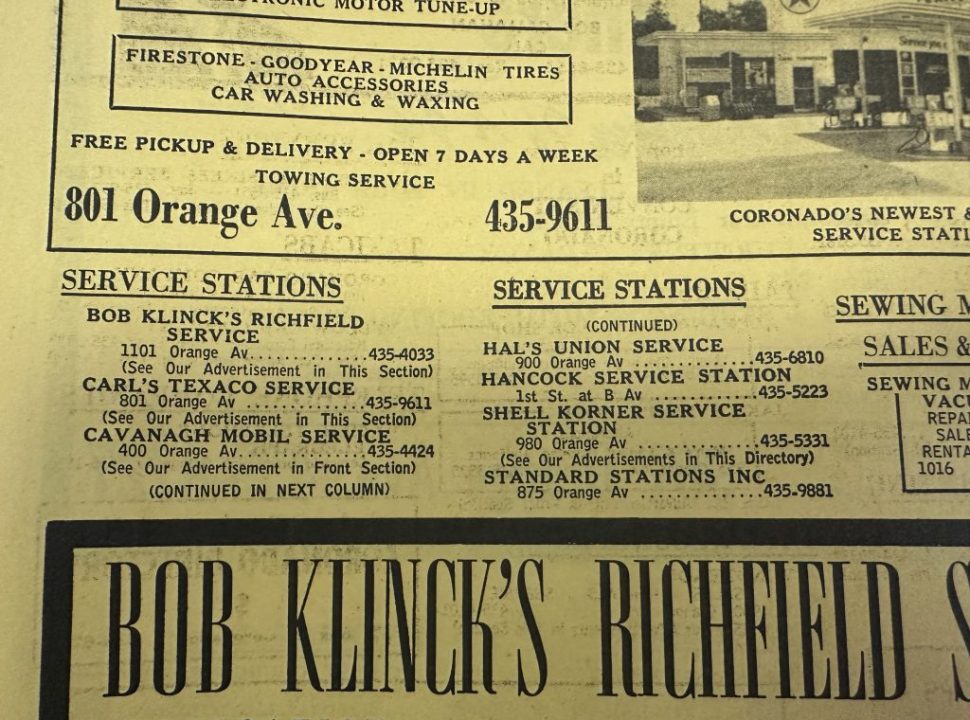 ELECTRONIC MOTOR TUNE-UP
FIRESTONE - GOODYEAR - MICHELIN TIRES
AUTO ACCESSORIES
CAR WASHING & WAXING
FREE PICKUP & DELIVERY - OPEN 7 DAYS A WEEK
TOWING SERVICE
801 Orange Ave. 435-9611
CORONADO'S NEWEST &
SERVICE STATI
SERVICE STATIONS
BOB KLINCK'S RICHFIELD
SERVICE
1101 Orange Av..............435-4033
(See Our Advertisement in This Section)
CARL'S TEXACO SERVICE
801 Orange Av ..............435-9611
(See Our Advertisement in This Section)
CAVANAGH MOBIL SERVICE
400 Orange Av...............435-4424
(See Our Advertisement in Front Section)
(CONTINUED IN NEXT COLUMN)
SERVICE STATIONS
(CONTINUED)
HAL'S UNION SERVICE
900 Orange Av ..............435-6810
HANCOCK SERVICE STATION
1st St. at B Av .............435-5223
SHELL KORNER SERVICE
STATION
980 Orange Av ...............435-5331
(See Our Advertisements in This Directory)
STANDARD STATIONS INC
875 Orange Av ..............435-9881
SEWING M
SALES &
SEWING M
VAC
REPA
SALE
RENTA
1016
BOB KLINCK'S RICHFIELD S